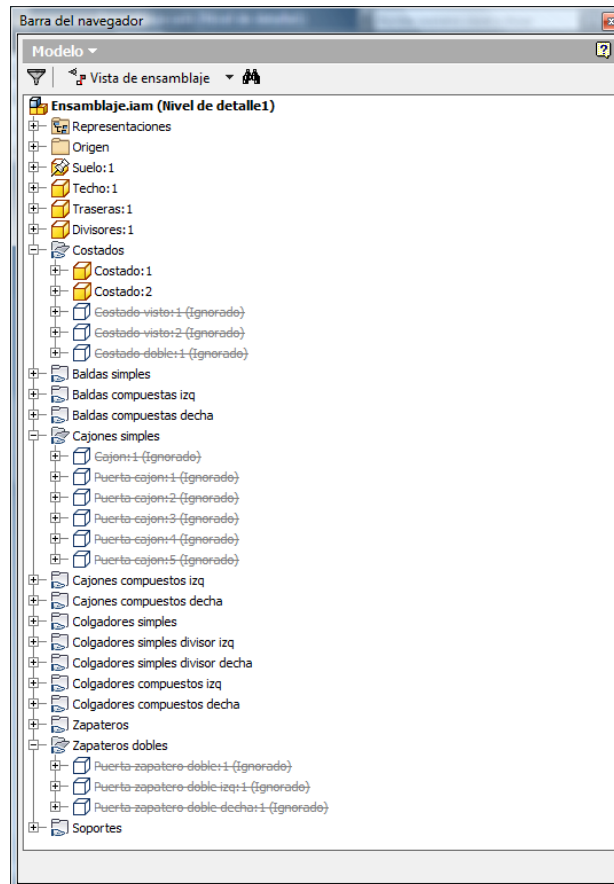 Barra del navegador
Modelo
Vista de ensamblaje
Ensamblaje.iam (Nivel de detalle1)
Representaciones
Origen
Suelo:1
Techo:1
Traseras:1
Divisores:1
Costados
Costado:1
Costado:2
Costado visto:1 (Ignorado)
Costado visto:2 (Ignorado)
Costado doble:1 (Ignorado)
Baldas simples
Baldas compuestas izq
Baldas compuestas decha
Cajones simples
Cajon:1 (Ignorado)
Puerta cajon:1 (Ignorado)
Puerta cajon:2 (Ignorado)
Puerta cajon:3 (Ignorado)
Puerta cajon:4 (Ignorado)
Puerta cajon:5 (Ignorado)
Cajones compuestos izq
Cajones compuestos decha
Colgadores simples
Colgadores simples divisor izq
Colgadores simples divisor decha
Colgadores compuestos izq
Colgadores compuestos decha
Zapateros
Zapateros dobles
Puerta zapatero doble:1 (Ignorado)
Puerta zapatero doble izq:1 (Ignorado)
Puerta zapatero doble decha:1 (Ignorado)
Soportes